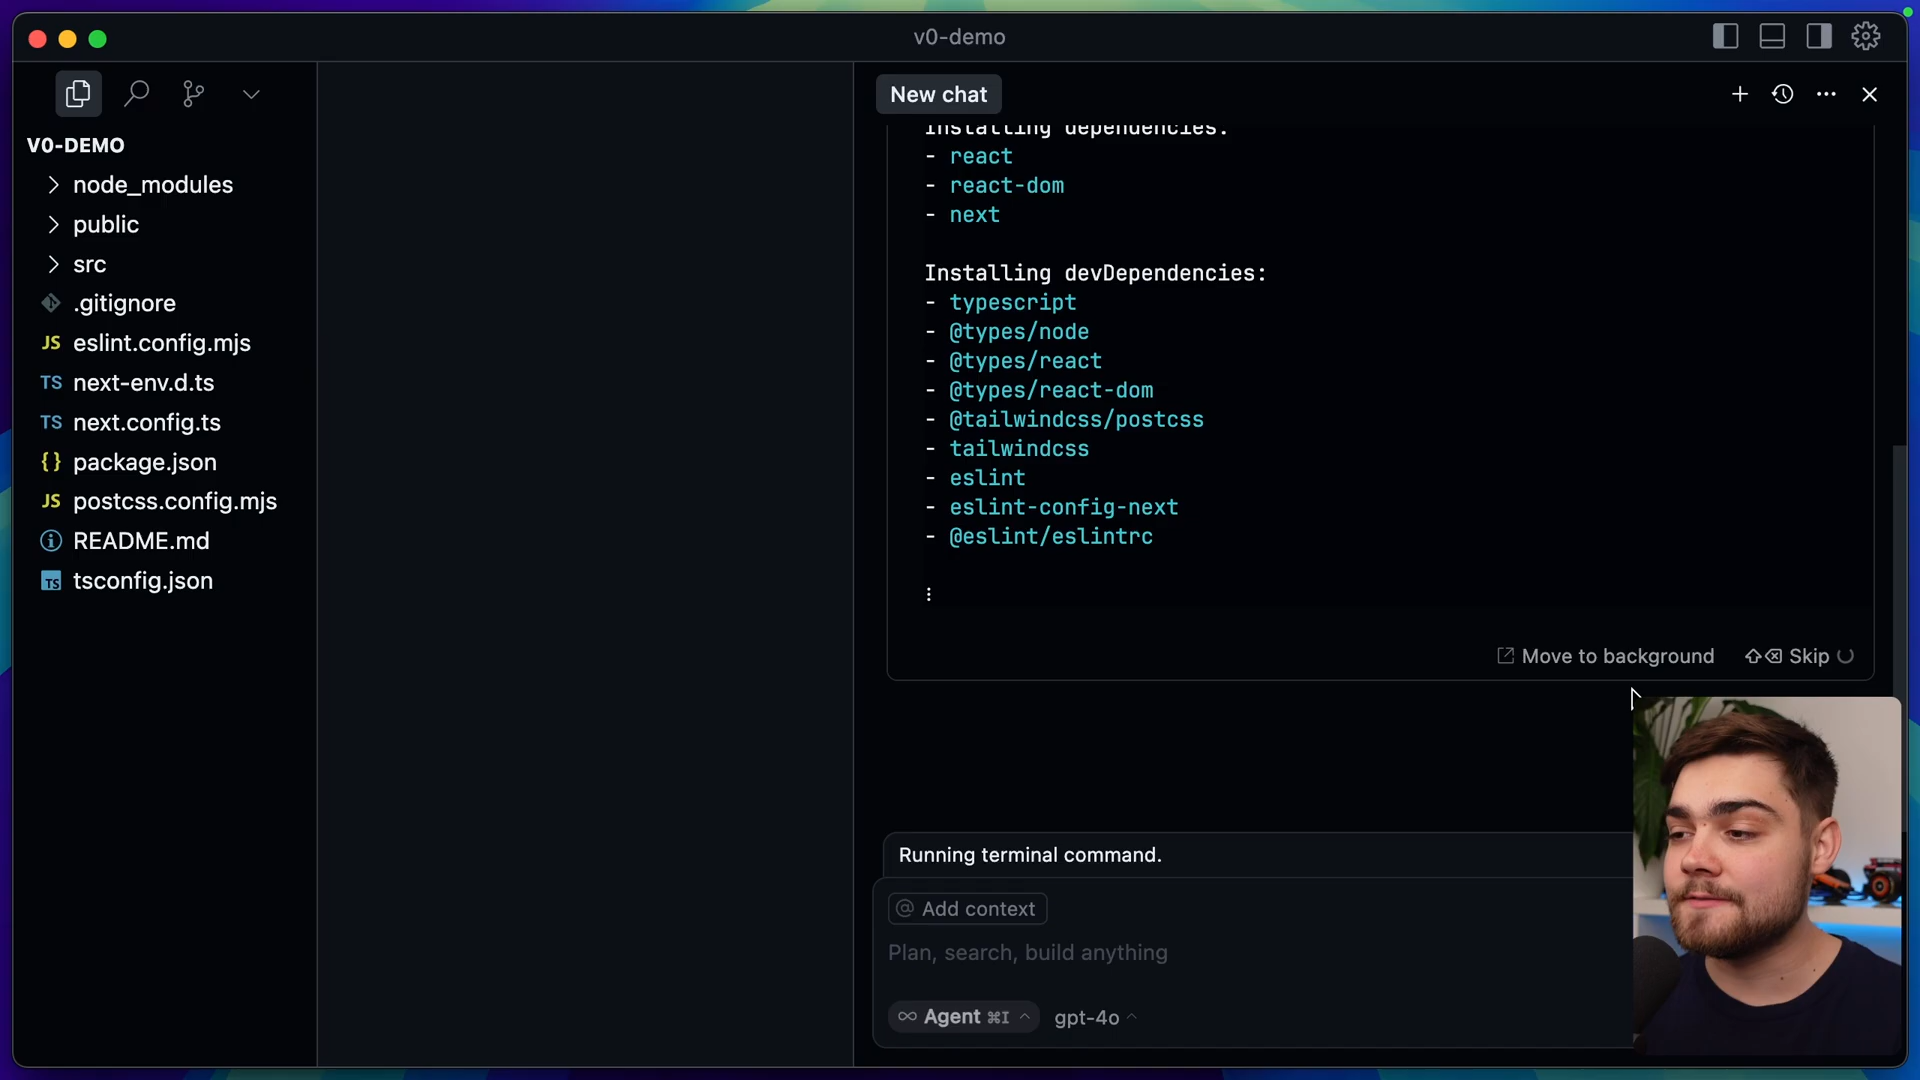 v0-demo
New chat
V0-DEMO
node_modules
public
src
.gitignore
JS eslint.config.mjs
TS next-env.d.ts
TS next.config.ts
{} package.json
JS postcss.config.mjs
README.md
TS tsconfig.json
Installing dependencies:
- react
- react-dom
- next
Installing devDependencies:
- typescript
- @types/node
- @types/react
- @types/react-dom
- @tailwindcss/postcss
- tailwindcss
- eslint
- eslint-config-next
- @eslint/eslintrc
Move to background Skip
Running terminal command.
@ Add context
Plan, search, build anything
∞ Agent ⌘I gpt-4o